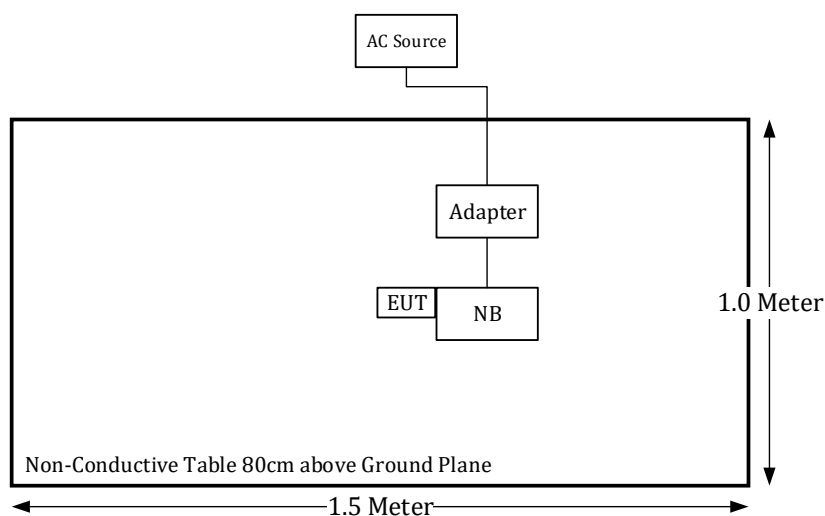 AC Source
Adapter
EUT
NB
1.0 Meter
Non-Conductive Table 80cm above Ground Plane
1.5 Meter